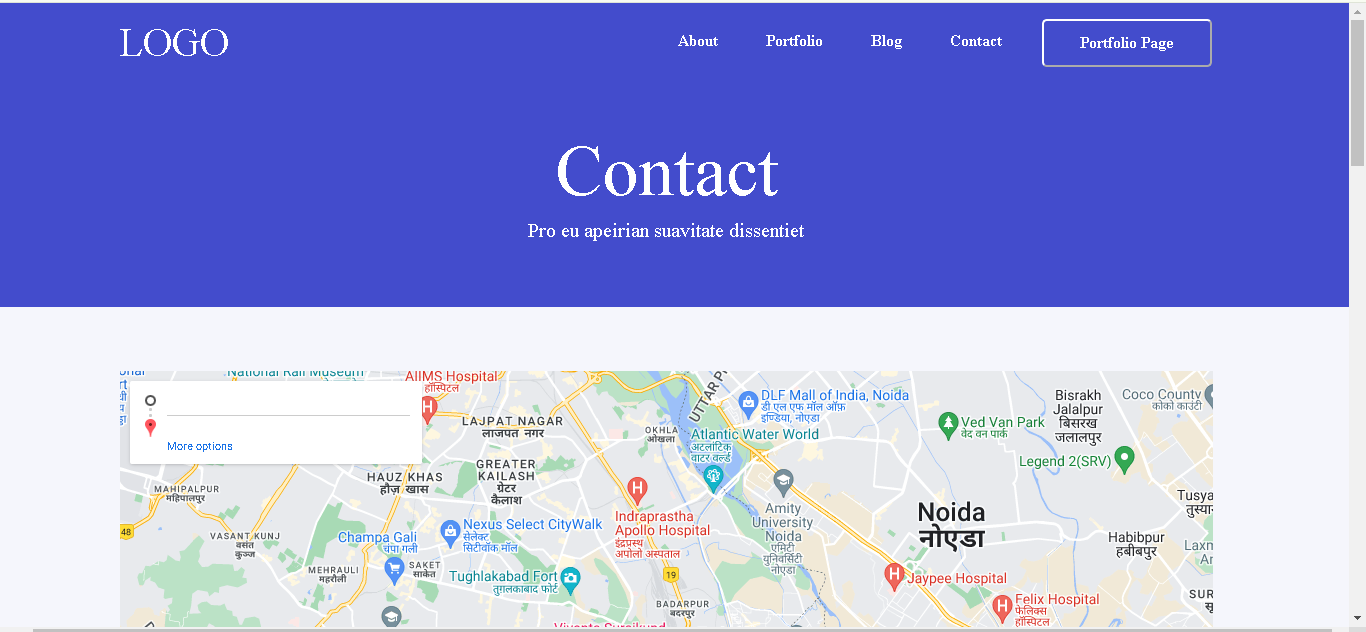 LOGO
About
Portfolio
Blog
Contact
Portfolio Page
Contact
Pro eu apeirian suavitate dissentiet
National Rail Museum
AIIMS Hospital
हॉस्पिटल
More options
LAJPAT NAGAR
लाजपत नगर
OKHLA
ओखला
DLF Mall of India, Noida
डी एल एफ मॉल ऑफ़
इण्डिया, नोएडा
Atlantic Water World
अटलांटिक
वाटर वर्ल्ड
Ved Van Park
वेद वन पार्क
Bisrakh
Jalalpur
बिसरख
जलालपुर
Coco County
कोको काउंटी
Legend 2(SRV)
MAHIPALPUR
महिपालपुर
HAUZ KHAS
हौज़ खास
GREATER
KAILASH
ग्रेटर
कैलाश
Indraprastha
Apollo Hospital
इंद्रप्रस्थ
अपोलो अस्पताल
Amity
University
Noida
एमिटी
यूनिवर्सिटी
नोएडा
Noida
नोएडा
48
VASANT KUNJ
वसंत
कुञ्ज
Champa Gali
चंपा गली
Nexus Select CityWalk
सेलेक्ट
सिटीवॉक मॉल
Habibpur
हबीबपुर
MEHRAULI
महरौली
SAKET
साकेत
Tughlakabad Fort
तुग़लकाबाद फोर्ट
19
BADARPUR
बदरपुर
Jaypee Hospital
Felix Hospital
फेलिक्स
हॉस्पिटल